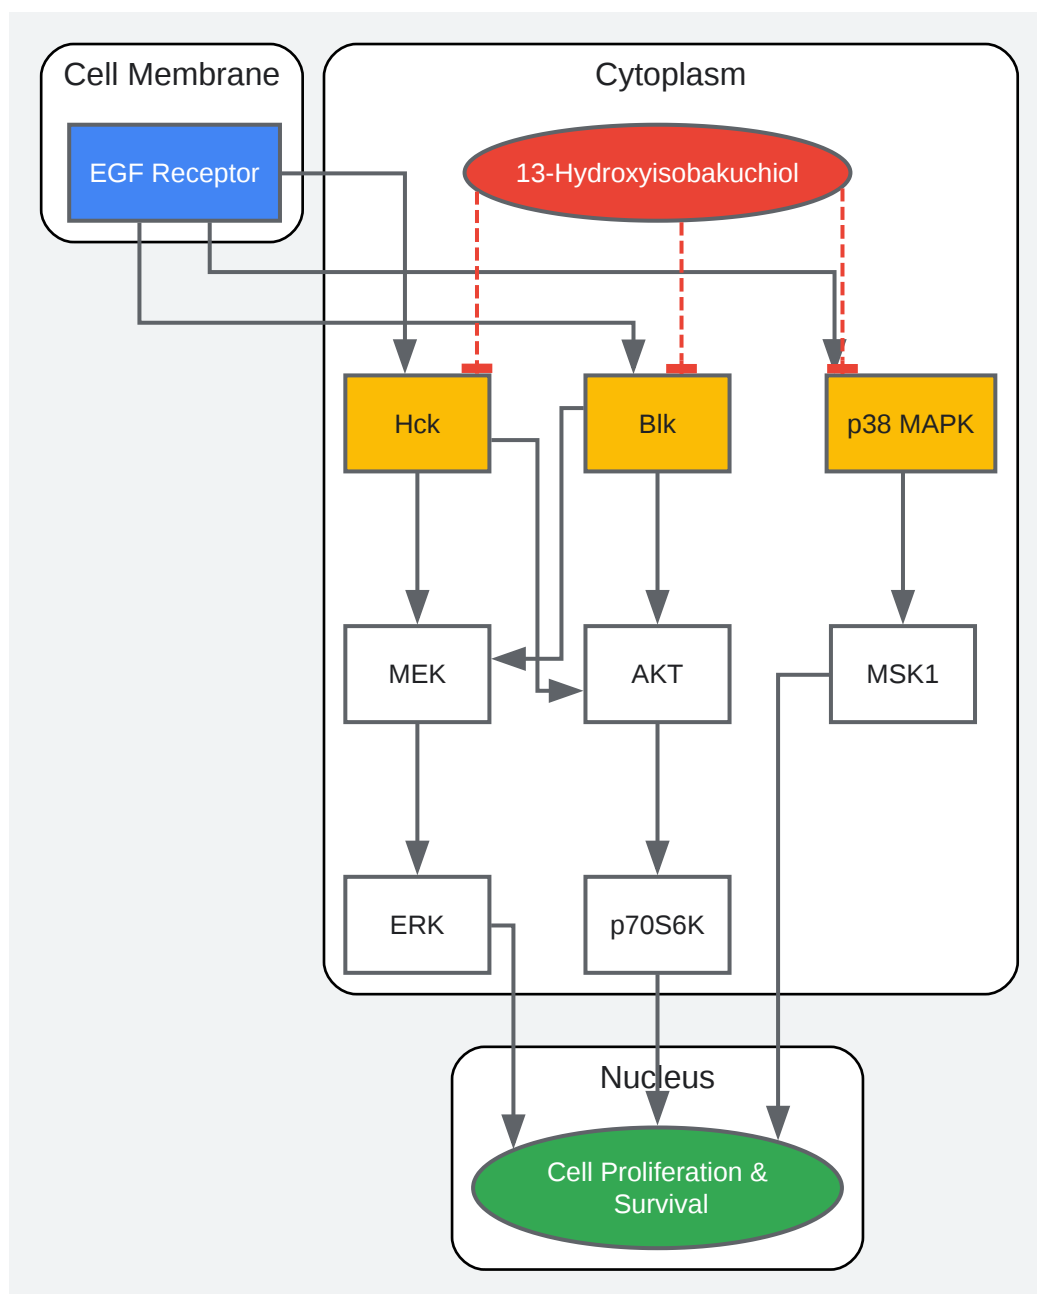 Cell Membrane
Cytoplasm
EGF Receptor
13-Hydroxyisobakuchiol
Hck
Blk
p38 MAPK
MEK
AKT
MSK1
ERK
p70S6K
Nucleus
Cell Proliferation &
Survival